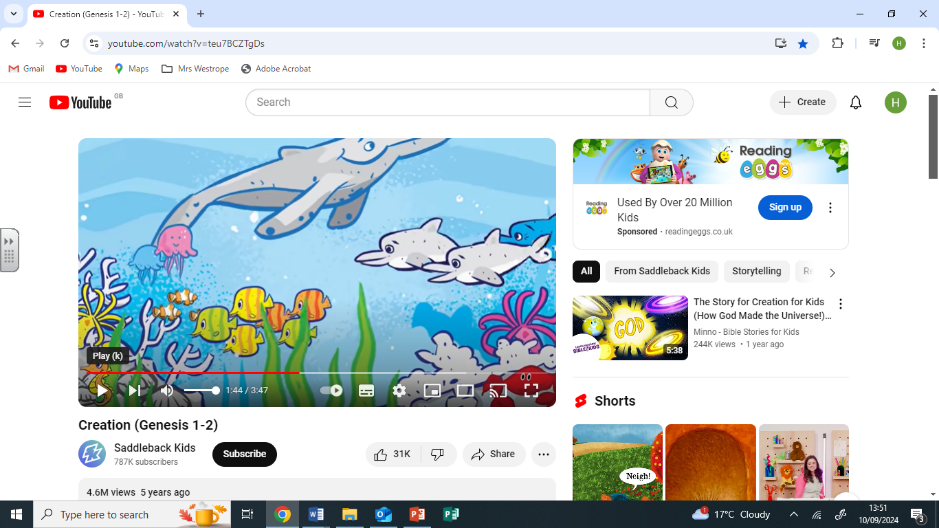 Creation (Genesis 1-2) - YouTub
youtube.com/watch?v=teu7BCZTgDs
H
Gmail
YouTube
Maps
Mrs Westrope
Adobe Acrobat
YouTube GB
Search
Create
H
Play (k)
1:44 / 3:47
Creation (Genesis 1-2)
Saddleback Kids
787K subscribers
Subscribe
31K
Share
4.6M views 5 years ago
Reading
eggs
Reading
eggs
Used By Over 20 Million
Kids
Sponsored · readingeggs.co.uk
Sign up
All
From Saddleback Kids
Storytelling
Re
GOD
5:38
The Story for Creation for Kids
(How God Made the Universe!)...
Minno - Bible Stories for Kids
244K views · 1 year ago
Shorts
Neigh!
Type here to search
17°C Cloudy
13:51
10/09/2024
3